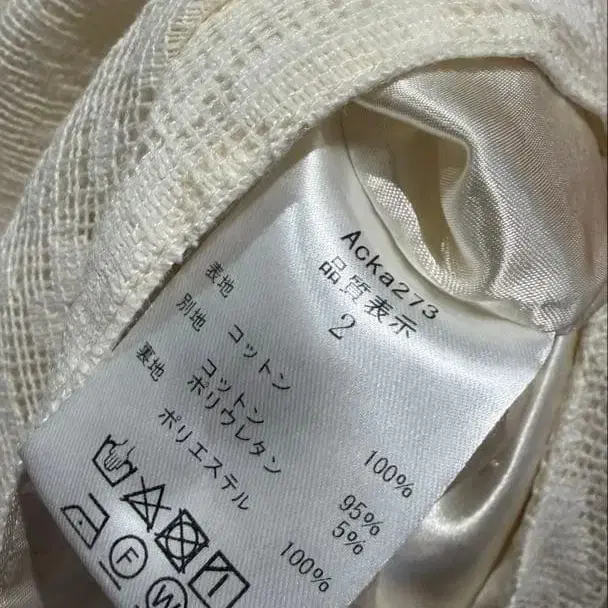 Acka273
品質表示
2
表地 コットン 100%
別地 コットン 95%
ポリウレタン 5%
裏地 ポリエステル 100%
F
W